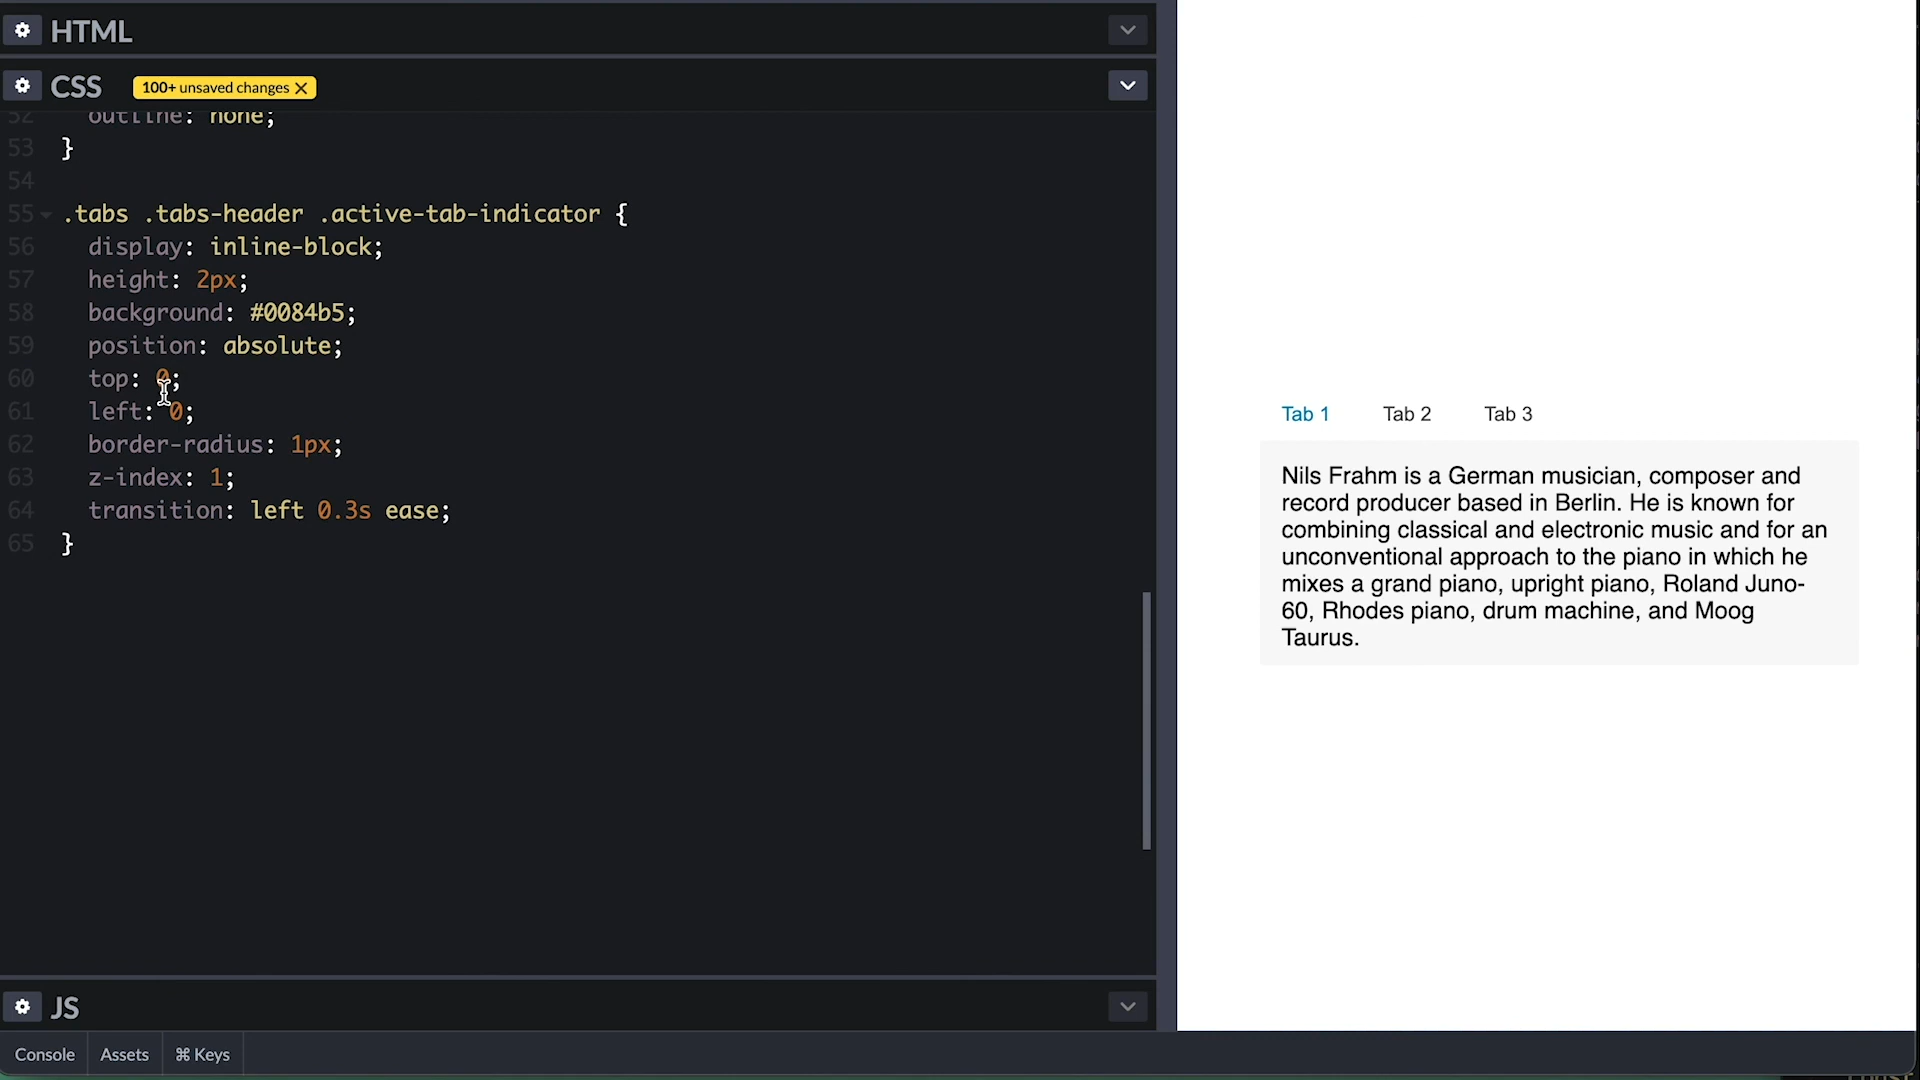 HTML
CSS
100+ unsaved changes
52 outline: none;
53 }
54
55 .tabs .tabs-header .active-tab-indicator {
56 display: inline-block;
57 height: 2px;
58 background: #0084b5;
59 position: absolute;
60 top: 0;
61 left: 0;
62 border-radius: 1px;
63 z-index: 1;
64 transition: left 0.3s ease;
65 }
JS
Console Assets ⌘ Keys
Tab 1 Tab 2 Tab 3
Nils Frahm is a German musician, composer and
record producer based in Berlin. He is known for
combining classical and electronic music and for an
unconventional approach to the piano in which he
mixes a grand piano, upright piano, Roland Juno-
60, Rhodes piano, drum machine, and Moog
Taurus.